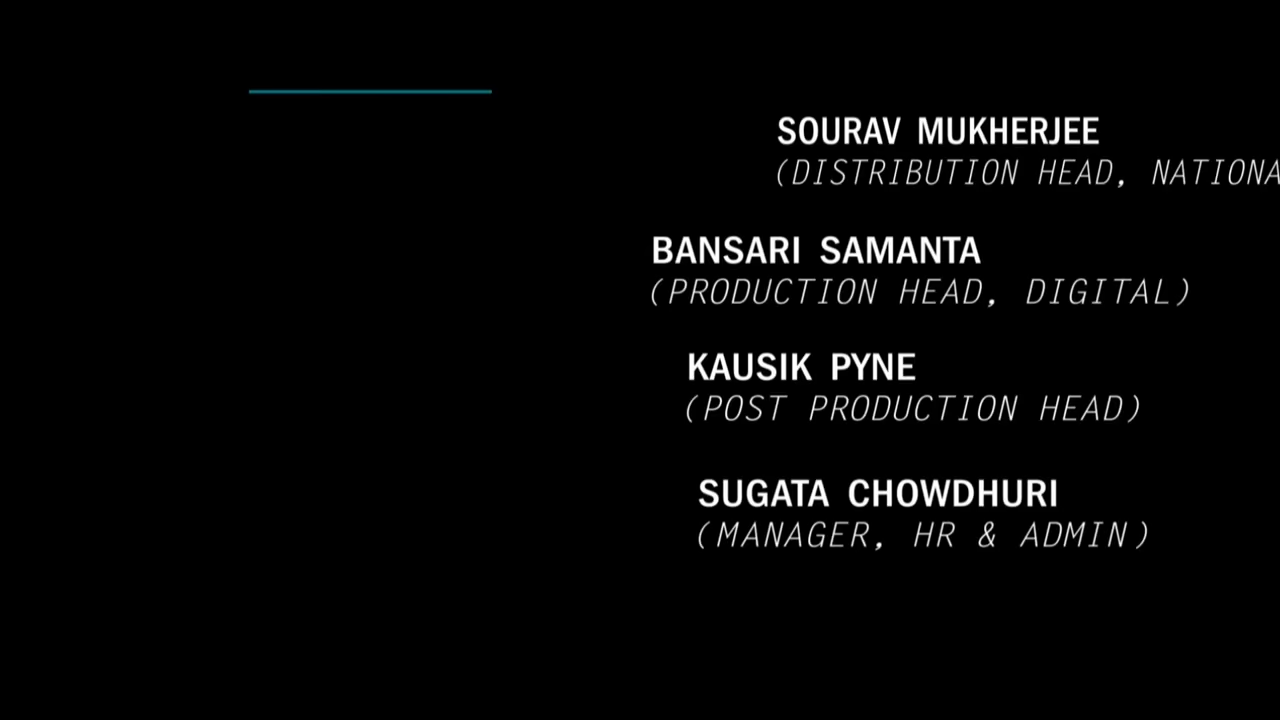 SOURAV MUKHERJEE
(DISTRIBUTION HEAD, NATIONA
BANSARI SAMANTA
(PRODUCTION HEAD, DIGITAL)
KAUSIK PYNE
(POST PRODUCTION HEAD)
SUGATA CHOWDHURI
(MANAGER, HR & ADMIN)